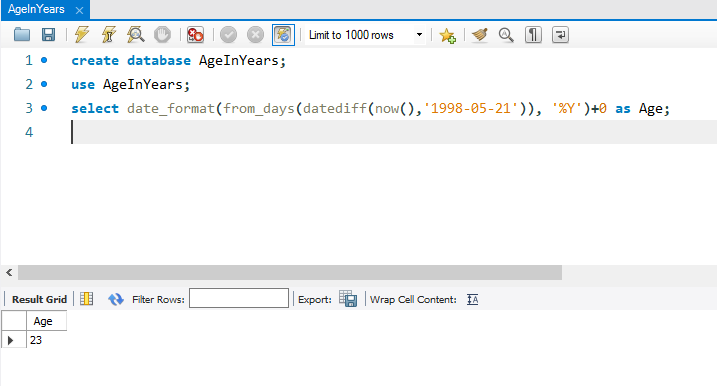 AgeInYears ×
Limit to 1000 rows
1 create database AgeInYears;
2 use AgeInYears;
3 select date_format(from_days(datediff(now(),'1998-05-21')), '%Y')+0 as Age;
4
Result Grid Filter Rows: Export: Wrap Cell Content: IA
Age
23